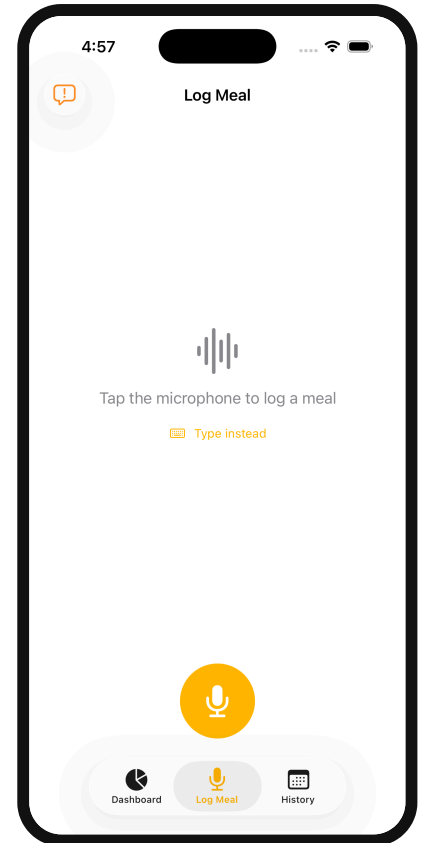 4:57
Log Meal
Tap the microphone to log a meal
Type instead
Dashboard
Log Meal
History